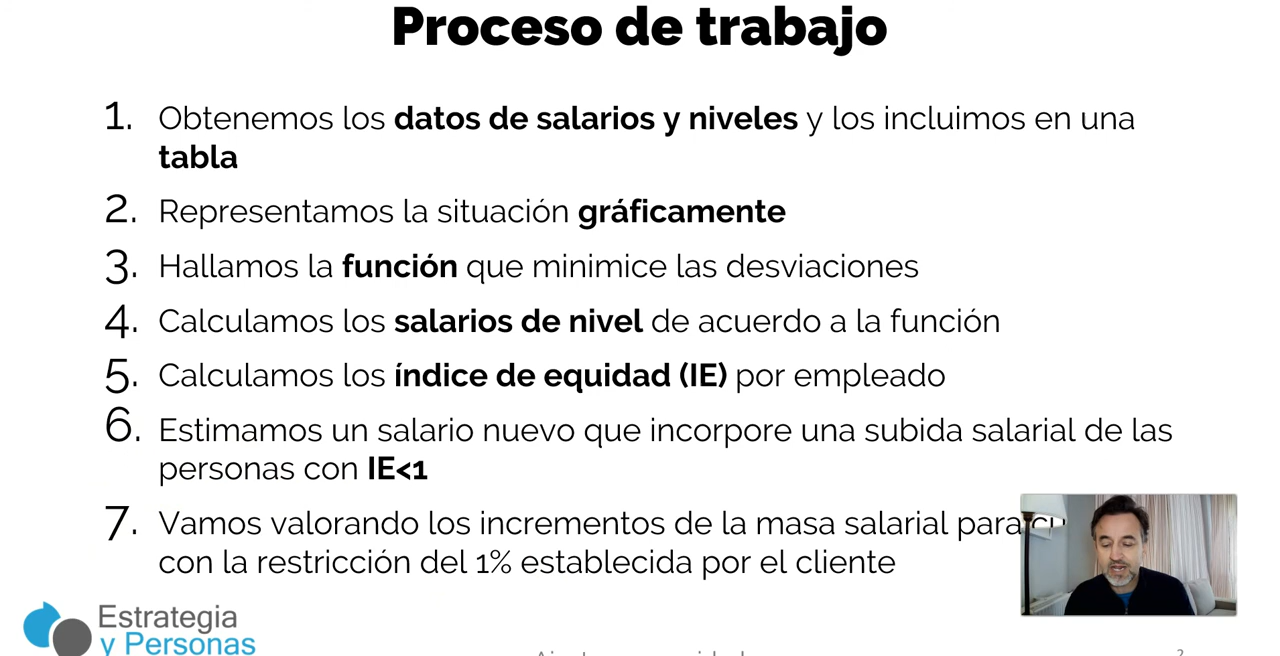 Proceso de trabajo
1. Obtenemos los datos de salarios y niveles y los incluimos en una
tabla
2. Representamos la situación gráficamente
3. Hallamos la función que minimice las desviaciones
4. Calculamos los salarios de nivel de acuerdo a la función
5. Calculamos los índice de equidad (IE) por empleado
6. Estimamos un salario nuevo que incorpore una subida salarial de las
personas con IE<1
7. Vamos valorando los incrementos de la masa salarial para
con la restricción del 1% establecida por el cliente
Estrategia
y Personas
2